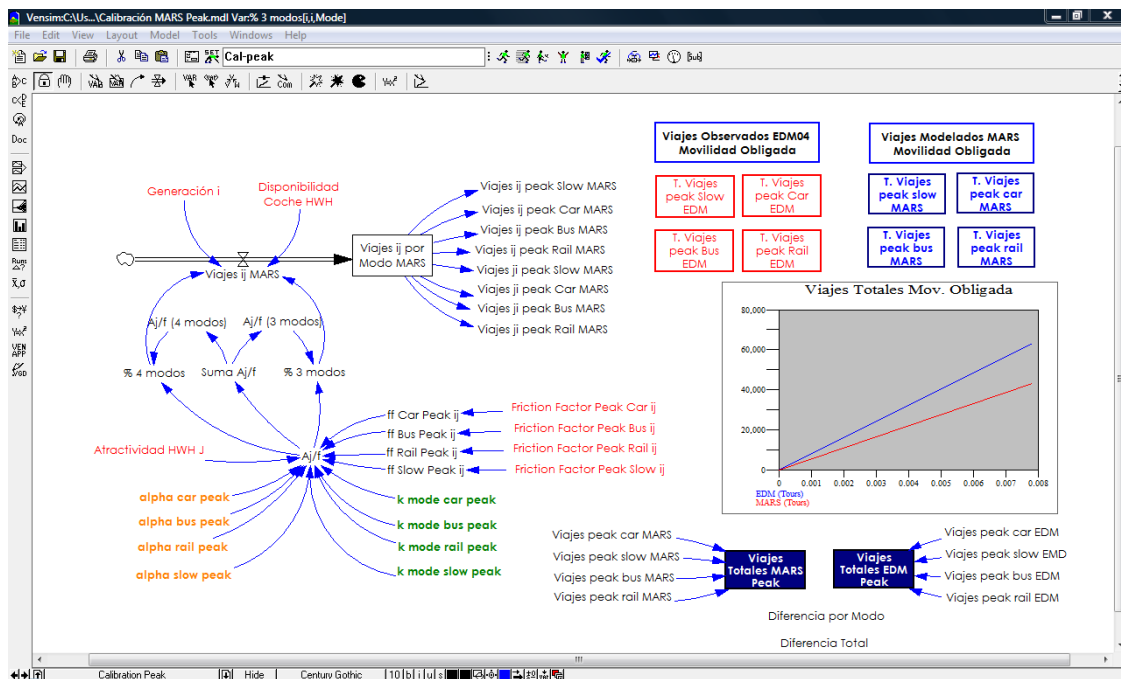 Vensim:C:\Us...\Calibración MARS Peak.mdl Var:% 3 modos[i,i,Mode]
File Edit View Layout Model Tools Windows Help
SET Cal-peak
VAR
Com
Doc
Generación i
Disponibilidad
Coche HWH
Viajes ij MARS
Viajes ij por
Modo MARS
Viajes ij peak Slow MARS
Viajes ij peak Car MARS
Viajes ij peak Bus MARS
Viajes ij peak Rail MARS
Viajes ji peak Slow MARS
Viajes ji peak Car MARS
Viajes ji peak Bus MARS
Viajes ji peak Rail MARS
Aj/f (4 modos)
Aj/f (3 modos)
% 4 modos
Suma Aj/f
% 3 modos
Atractividad HWH J
Aj/f
ff Car Peak ij
ff Bus Peak ij
ff Rail Peak ij
ff Slow Peak ij
Friction Factor Peak Car ij
Friction Factor Peak Bus ij
Friction Factor Peak Rail ij
Friction Factor Peak Slow ij
alpha car peak
alpha bus peak
alpha rail peak
alpha slow peak
k mode car peak
k mode bus peak
k mode rail peak
k mode slow peak
Viajes Observados EDM04
Movilidad Obligada
T. Viajes
peak Slow
EDM
T. Viajes
peak Car
EDM
T. Viajes
peak Bus
EDM
T. Viajes
peak Rail
EDM
Viajes Modelados MARS
Movilidad Obligada
T. Viajes
peak slow
MARS
T. Viajes
peak car
MARS
T. Viajes
peak bus
MARS
T. Viajes
peak rail
MARS
Viajes Totales Mov. Obligada
80,000
60,000
40,000
20,000
0
0 0.001 0.002 0.003 0.004 0.005 0.006 0.007 0.008
EDM (Tours)
MARS (Tours)
Viajes peak car MARS
Viajes peak slow MARS
Viajes peak bus MARS
Viajes peak rail MARS
Viajes
Totales MARS
Peak
Viajes
Totales EDM
Peak
Viajes peak car EDM
Viajes peak slow EMD
Viajes peak bus EDM
Viajes peak rail EDM
Diferencia por Modo
Diferencia Total
Calibration Peak Hide Century Gothic 10 b i u s